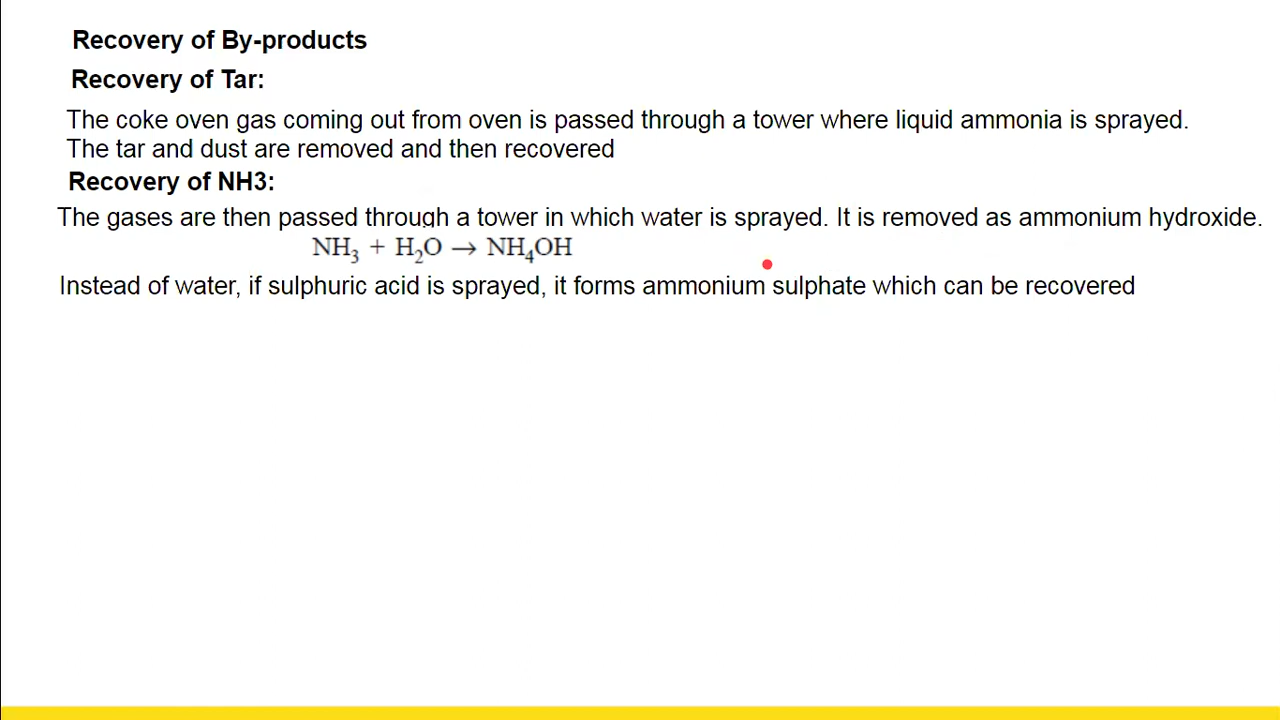 Recovery of By-products
Recovery of Tar:
The coke oven gas coming out from oven is passed through a tower where liquid ammonia is sprayed.
The tar and dust are removed and then recovered
Recovery of NH3:
The gases are then passed through a tower in which water is sprayed. It is removed as ammonium hydroxide.
NH₃ + H₂O → NH₄OH
Instead of water, if sulphuric acid is sprayed, it forms ammonium sulphate which can be recovered